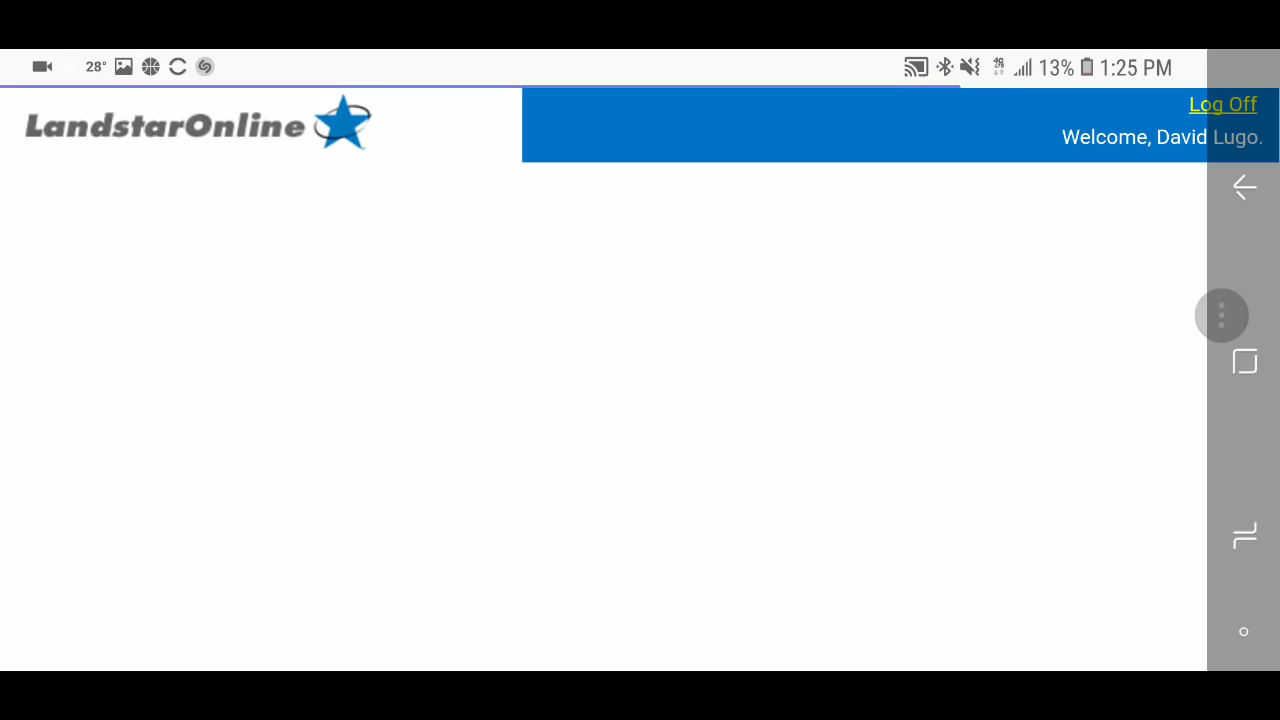 28°
13% 1:25 PM
LandstarOnline
Log Off
Welcome, David Lugo.